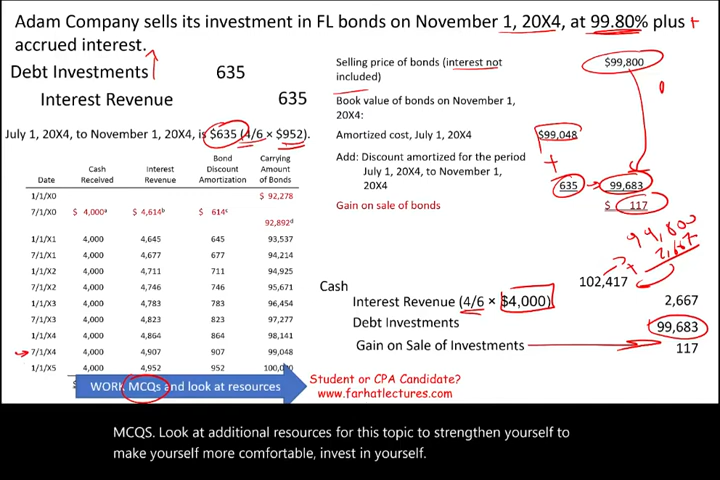 Adam Company sells its investment in FL bonds on November 1, 20X4, at 99.80% plus +
accrued interest.
Debt Investments 635
Interest Revenue 635
July 1, 20X4, to November 1, 20X4, is $635 (4/6 × $952).
Date Cash Received Interest Revenue Bond Discount Amortization Carrying Amount of Bonds
1/1/X0 $ 92,278
7/1/X0 $ 4,000ᵃ $ 4,614ᵇ $ 614ᶜ 92,892ᵈ
1/1/X1 4,000 4,645 645 93,537
7/1/X1 4,000 4,677 677 94,214
1/1/X2 4,000 4,711 711 94,925
7/1/X2 4,000 4,746 746 95,671
1/1/X3 4,000 4,783 783 96,454
7/1/X3 4,000 4,823 823 97,277
1/1/X4 4,000 4,864 864 98,141
7/1/X4 4,000 4,907 907 99,048
1/1/X5 4,000 4,952 952 100,000
WORK MCQs and look at resources
Selling price of bonds (interest not
included) $99,800
Book value of bonds on November 1,
20X4:
Amortized cost, July 1, 20X4 $99,048
+
Add: Discount amortized for the period
July 1, 20X4, to November 1,
20X4 635 99,683
Gain on sale of bonds $ 117
99,800
+ 2,667
Cash 102,417
Interest Revenue (4/6 × $4,000) 2,667
Debt Investments 99,683
Gain on Sale of Investments 117
Student or CPA Candidate?
www.farhatlectures.com
MCQS. Look at additional resources for this topic to strengthen yourself to
make yourself more comfortable, invest in yourself.